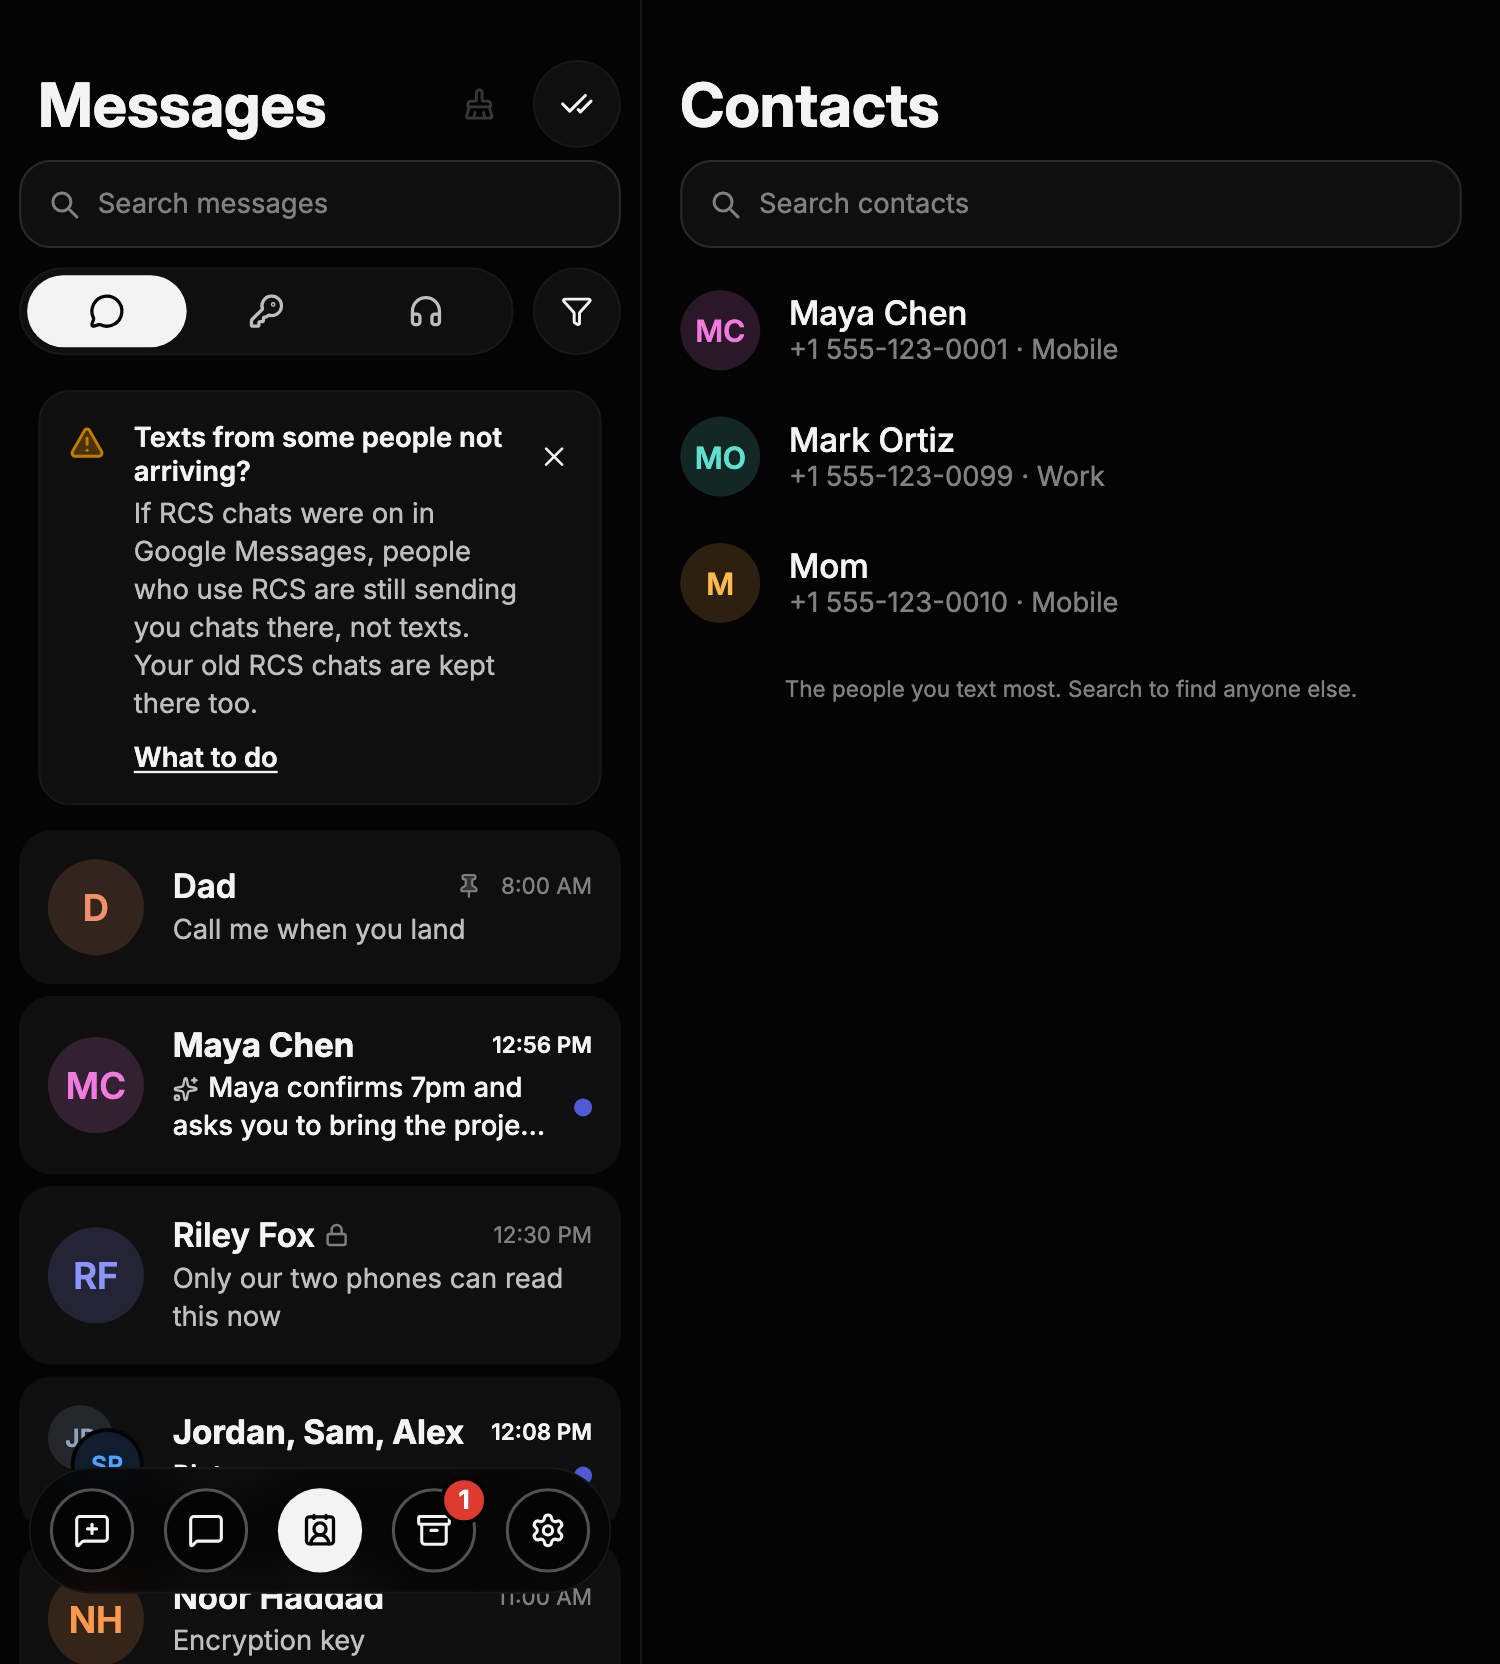 Messages
Search messages
Texts from some people not
arriving?
If RCS chats were on in
Google Messages, people
who use RCS are still sending
you chats there, not texts.
Your old RCS chats are kept
there too.
What to do
D
Dad
8:00 AM
Call me when you land
MC
Maya Chen
12:56 PM
Maya confirms 7pm and
asks you to bring the proje...
RF
Riley Fox
12:30 PM
Only our two phones can read
this now
SP
Jordan, Sam, Alex
12:08 PM
1
NH
Noor Haddad
11:00 AM
Encryption key
Contacts
Search contacts
MC
Maya Chen
+1 555-123-0001 · Mobile
MO
Mark Ortiz
+1 555-123-0099 · Work
M
Mom
+1 555-123-0010 · Mobile
The people you text most. Search to find anyone else.